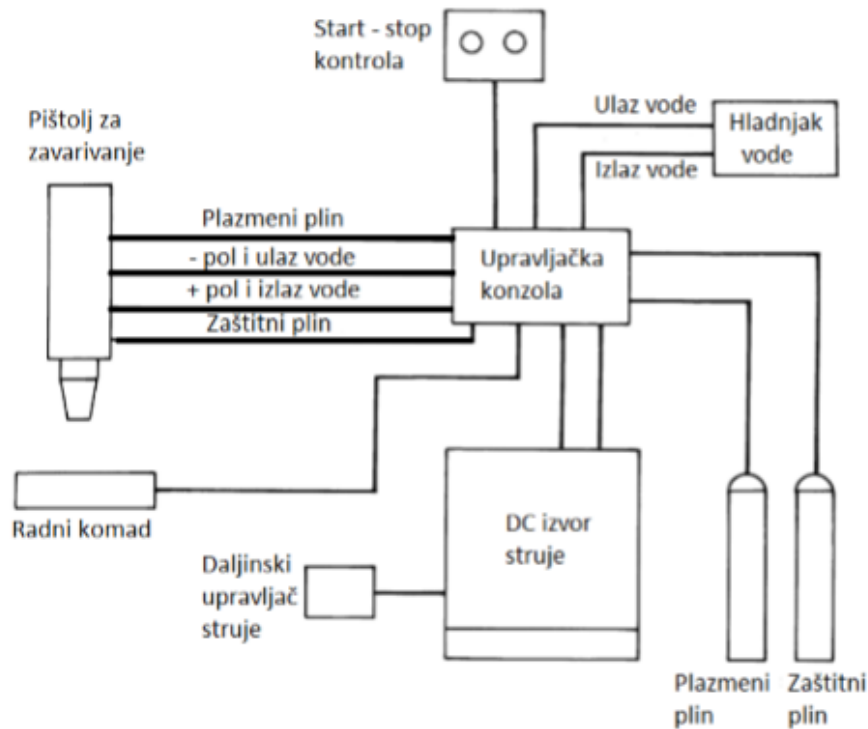 Start - stop
kontrola
Ulaz vode
Hladnjak
vode
Izlaz vode
Pištolj za
zavarivanje
Plazmeni plin
- pol i ulaz vode
+ pol i izlaz vode
Zaštitni plin
Upravljačka
konzola
Radni komad
DC izvor
struje
Daljinski
upravljač
struje
Plazmeni
plin
Zaštitni
plin